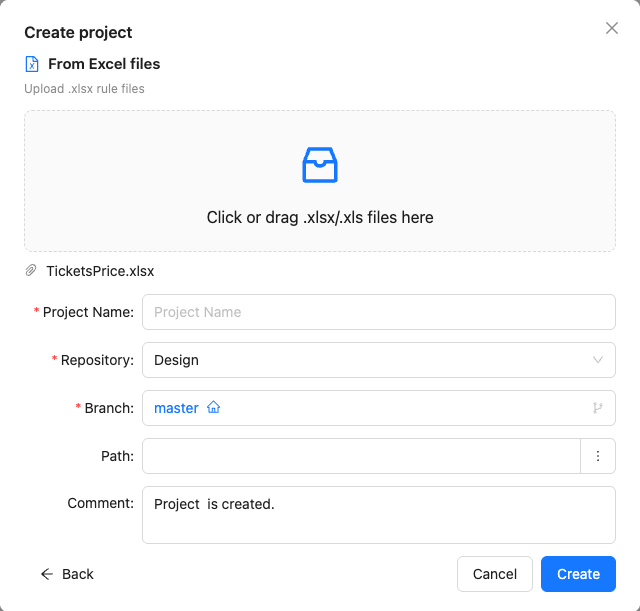 Create project
From Excel files
Upload .xlsx rule files
Click or drag .xlsx/.xls files here
TicketsPrice.xlsx
* Project Name: Project Name
* Repository: Design
* Branch: master
Path:
Comment: Project  is created.
Back Cancel Create